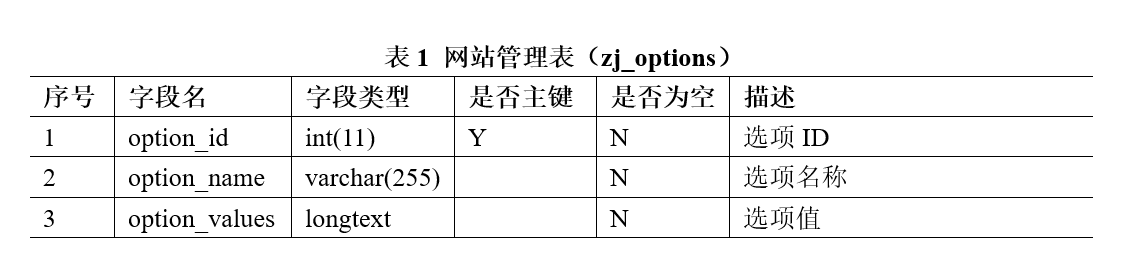 表 1 网站管理表（zj_options）
序号 字段名 字段类型 是否主键 是否为空 描述
1 option_id int(11) Y N 选项 ID
2 option_name varchar(255) N 选项名称
3 option_values longtext N 选项值